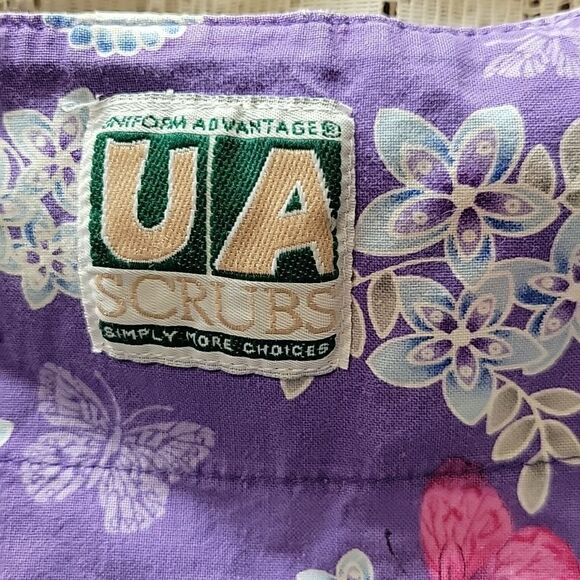 UNIFORM ADVANTAGE®
UA
SCRUBS
SIMPLY MORE CHOICES